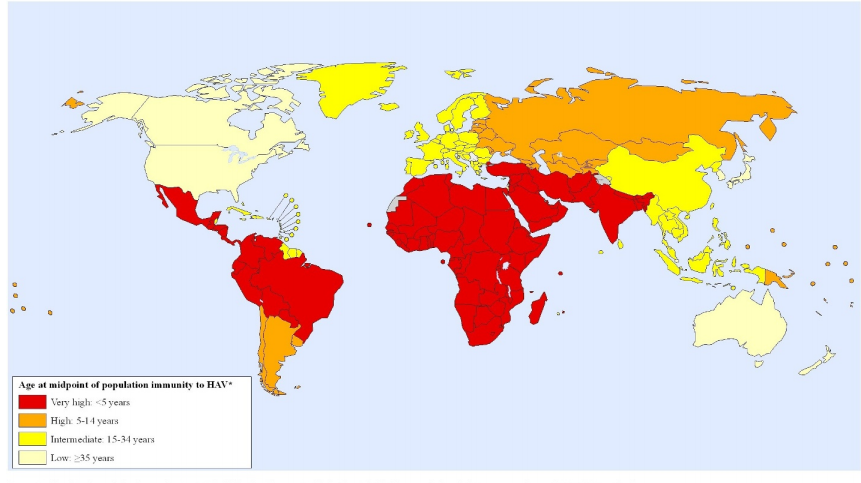 Age at midpoint of population immunity to HAV*
Very high: <5 years
High: 5-14 years
Intermediate: 15-34 years
Low: ≥35 years